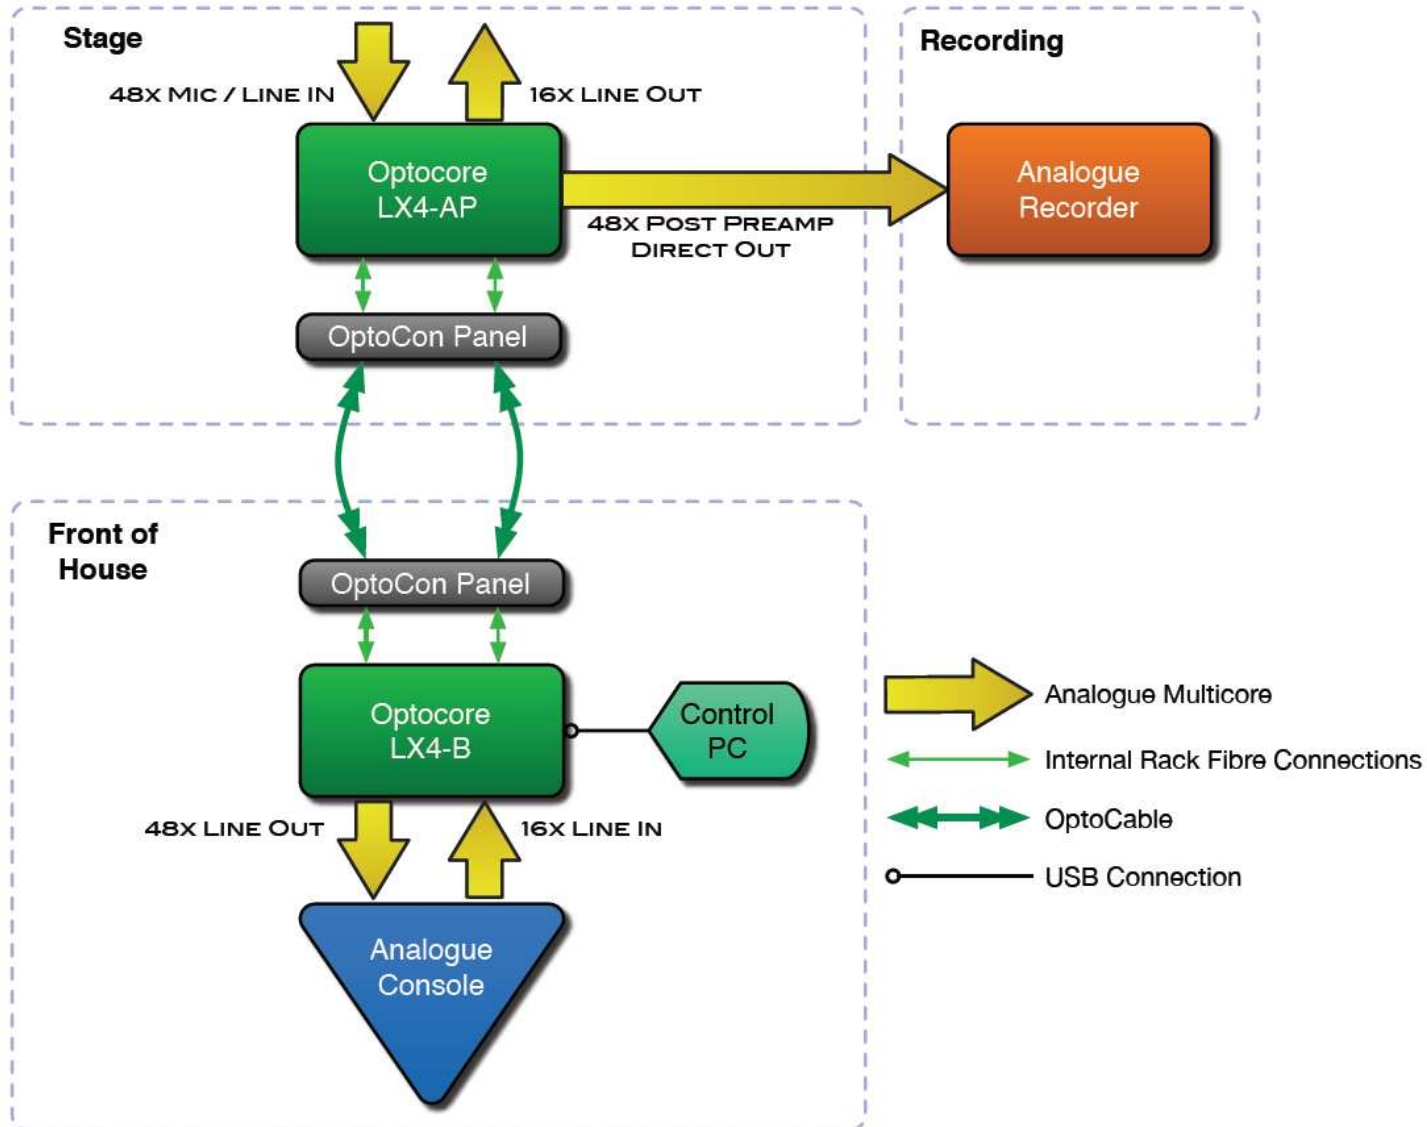 Stage
48x Mic / Line IN
16x Line Out
Optocore
LX4-AP
48x Post Preamp
Direct Out
OptoCon Panel
Recording
Analogue
Recorder
Front of
House
OptoCon Panel
Optocore
LX4-B
Control
PC
48x Line Out
16x Line In
Analogue
Console
Analogue Multicore
Internal Rack Fibre Connections
OptoCable
USB Connection